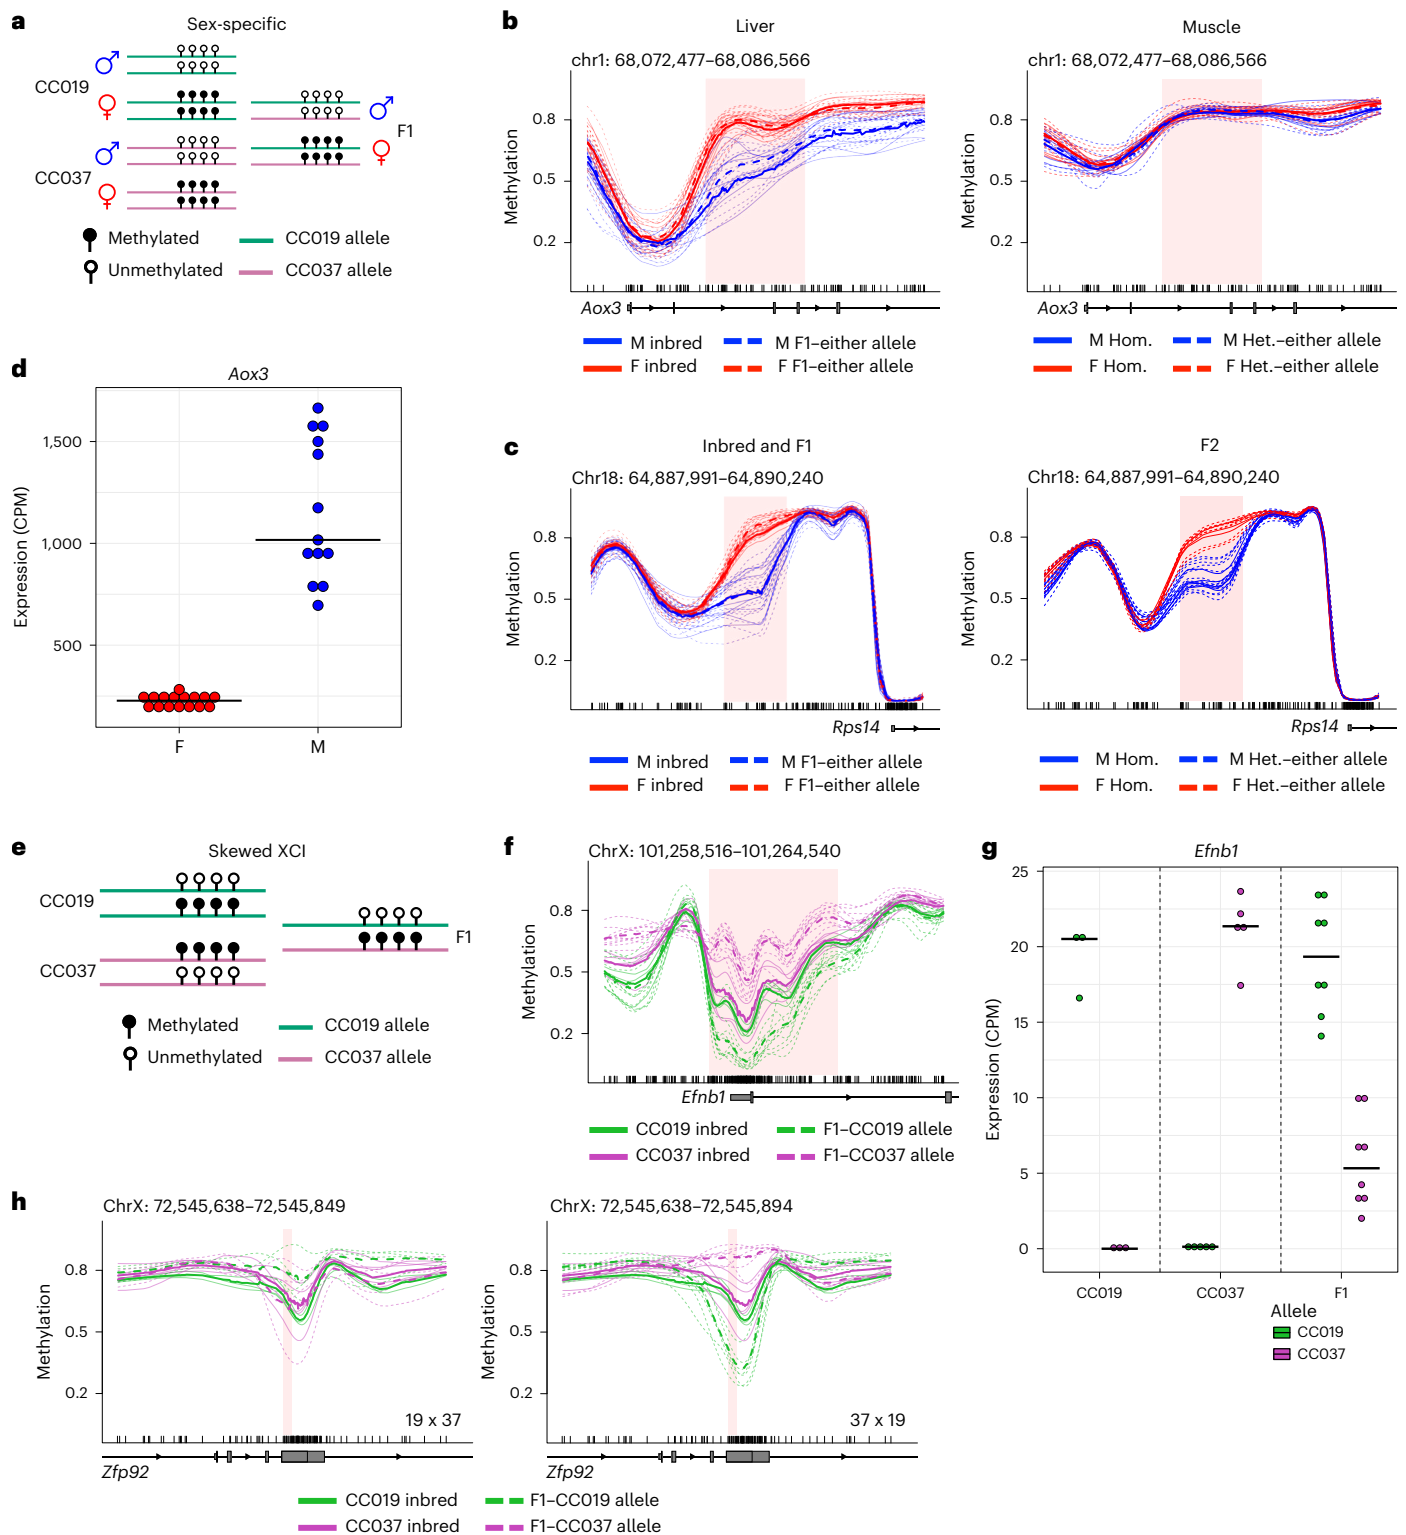 a
Sex-specific
CC019
CC037
F1
Methylated
CC019 allele
Unmethylated
CC037 allele
b
Liver
chr1: 68,072,477–68,086,566
Methylation
0.8
0.5
0.2
Aox3
M inbred
M F1–either allele
F inbred
F F1–either allele
Muscle
chr1: 68,072,477–68,086,566
Methylation
0.8
0.5
0.2
Aox3
M Hom.
M Het.–either allele
F Hom.
F Het.–either allele
d
Aox3
Expression (CPM)
1,500
1,000
500
F
M
c
Inbred and F1
Chr18: 64,887,991–64,890,240
Methylation
0.8
0.5
0.2
Rps14
M inbred
M F1–either allele
F inbred
F F1–either allele
F2
Chr18: 64,887,991–64,890,240
Methylation
0.8
0.5
0.2
Rps14
M Hom.
M Het.–either allele
F Hom.
F Het.–either allele
e
Skewed XCI
CC019
CC037
F1
Methylated
CC019 allele
Unmethylated
CC037 allele
f
ChrX: 101,258,516–101,264,540
Methylation
0.8
0.5
0.2
Efnb1
CC019 inbred
F1–CC019 allele
CC037 inbred
F1–CC037 allele
g
Efnb1
Expression (CPM)
25
20
15
10
5
0
CC019
CC037
F1
Allele
CC019
CC037
h
ChrX: 72,545,638–72,545,849
Methylation
0.8
0.5
0.2
19 x 37
Zfp92
ChrX: 72,545,638–72,545,894
Methylation
0.8
0.5
0.2
37 x 19
Zfp92
CC019 inbred
F1–CC019 allele
CC037 inbred
F1–CC037 allele